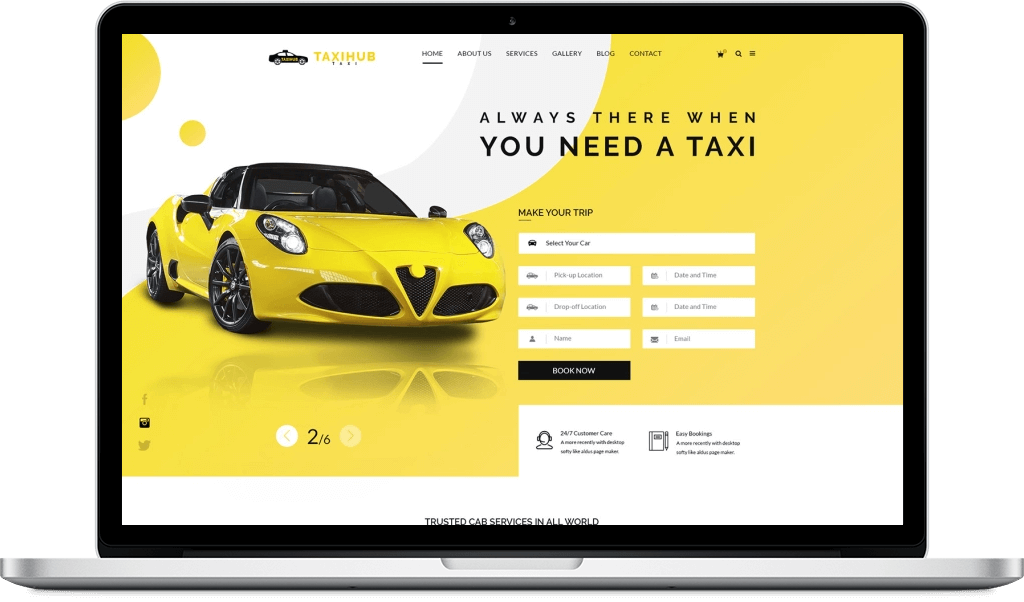 TAXIHUB
TAXIHUB
TAXI
HOME ABOUT US SERVICES GALLERY BLOG CONTACT
ALWAYS THERE WHEN
YOU NEED A TAXI
MAKE YOUR TRIP
Select Your Car
Pick-up Location Date and Time
Drop-off Location Date and Time
Name Email
BOOK NOW
2/6
24/7 Customer Care
A more recently with desktop
softy like aldus page maker.
Easy Bookings
A more recently with desktop
softy like aldus page maker.
TRUSTED CAB SERVICES IN ALL WORLD